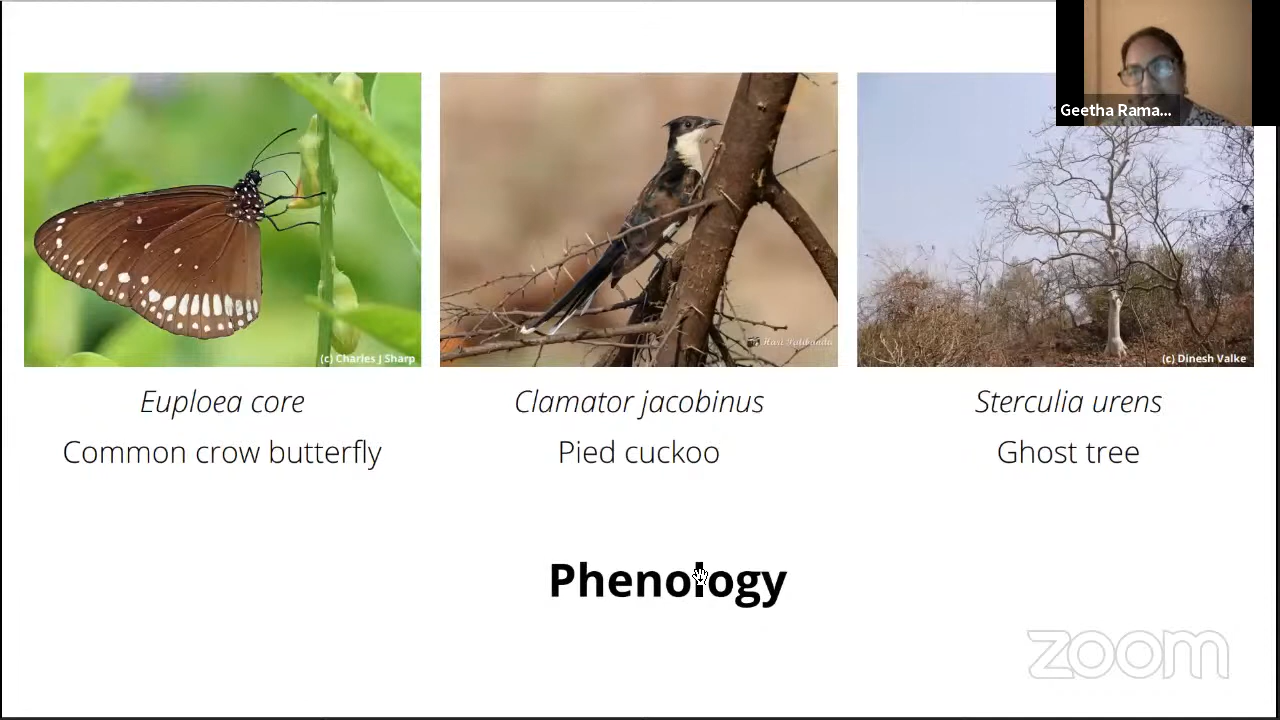 Geetha Rama...
(c) Charles J Sharp
(c) Dinesh Valke
Euploea core
Clamator jacobinus
Sterculia urens
Common crow butterfly
Pied cuckoo
Ghost tree
Phenology
zoom